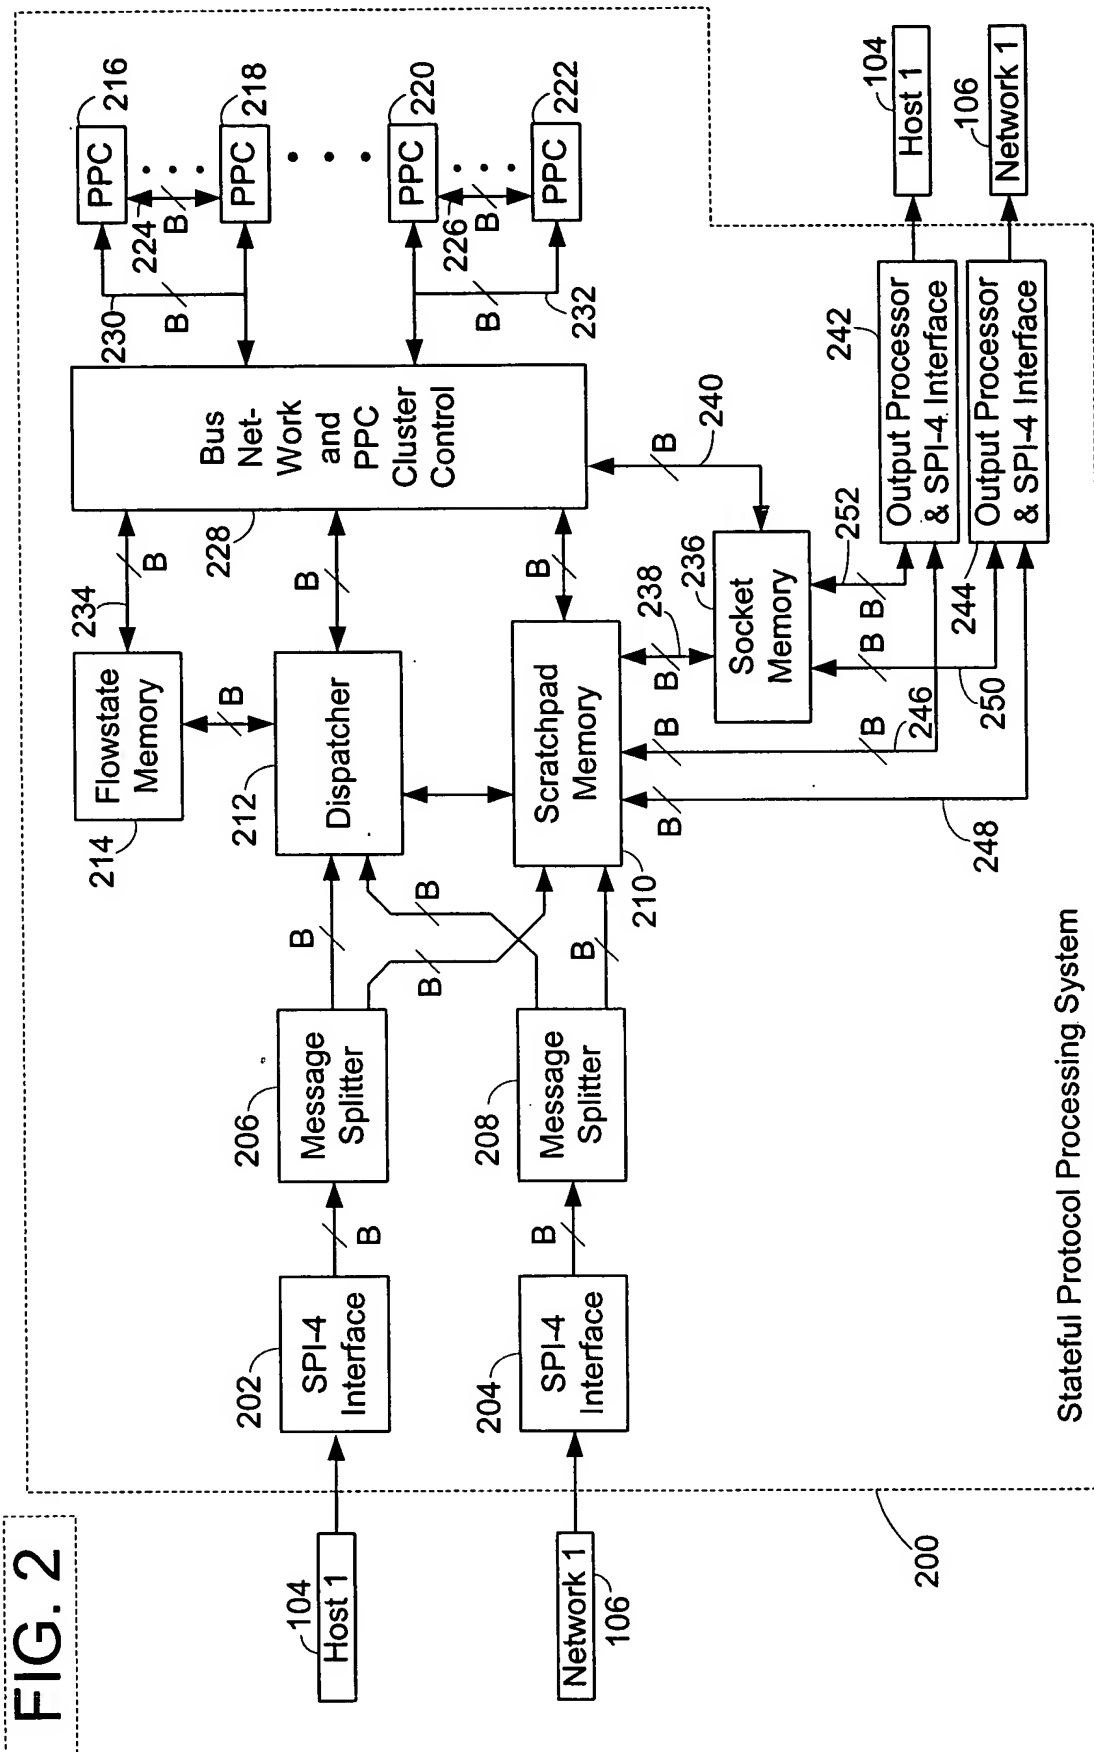 FIG. 2
104
Host 1
106
Network 1
202
SPI-4
Interface
204
SPI-4
Interface
B
B
206
Message
Splitter
208
Message
Splitter
B
B
B
B
214
Flowstate
Memory
212
Dispatcher
210
Scratchpad
Memory
B
234
B
B
B
228
Bus
Net-
Work
and
PPC
Cluster
Control
230
B
232
B
224
B
226
B
PPC
216
PPC
218
PPC
220
PPC
222
240
B
236
Socket
Memory
238
B
B
B
B
252
B
B
B
250
246
248
242
Output Processor
& SPI-4 Interface
244
Output Processor
& SPI-4 Interface
104
Host 1
106
Network 1
200
Stateful Protocol Processing System